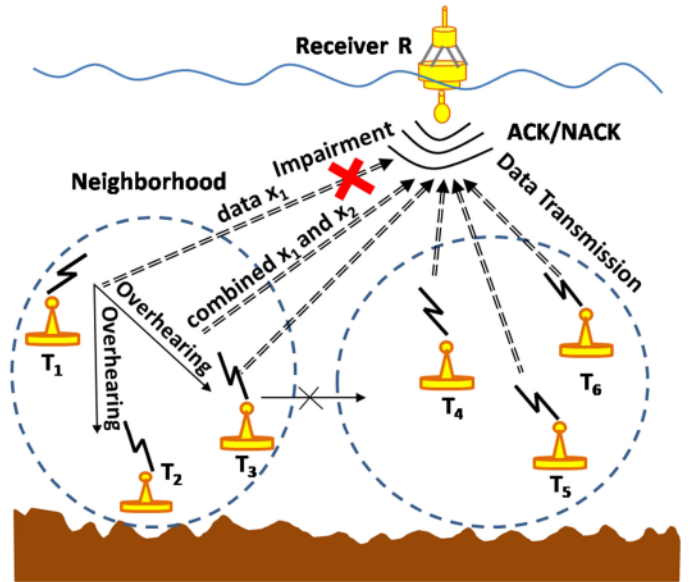 Receiver R
ACK/NACK
Impairment
Data Transmission
Neighborhood
data x₁
combined x₁ and x₂
Overhearing
Overhearing
T₁
T₂
T₃
T₄
T₅
T₆